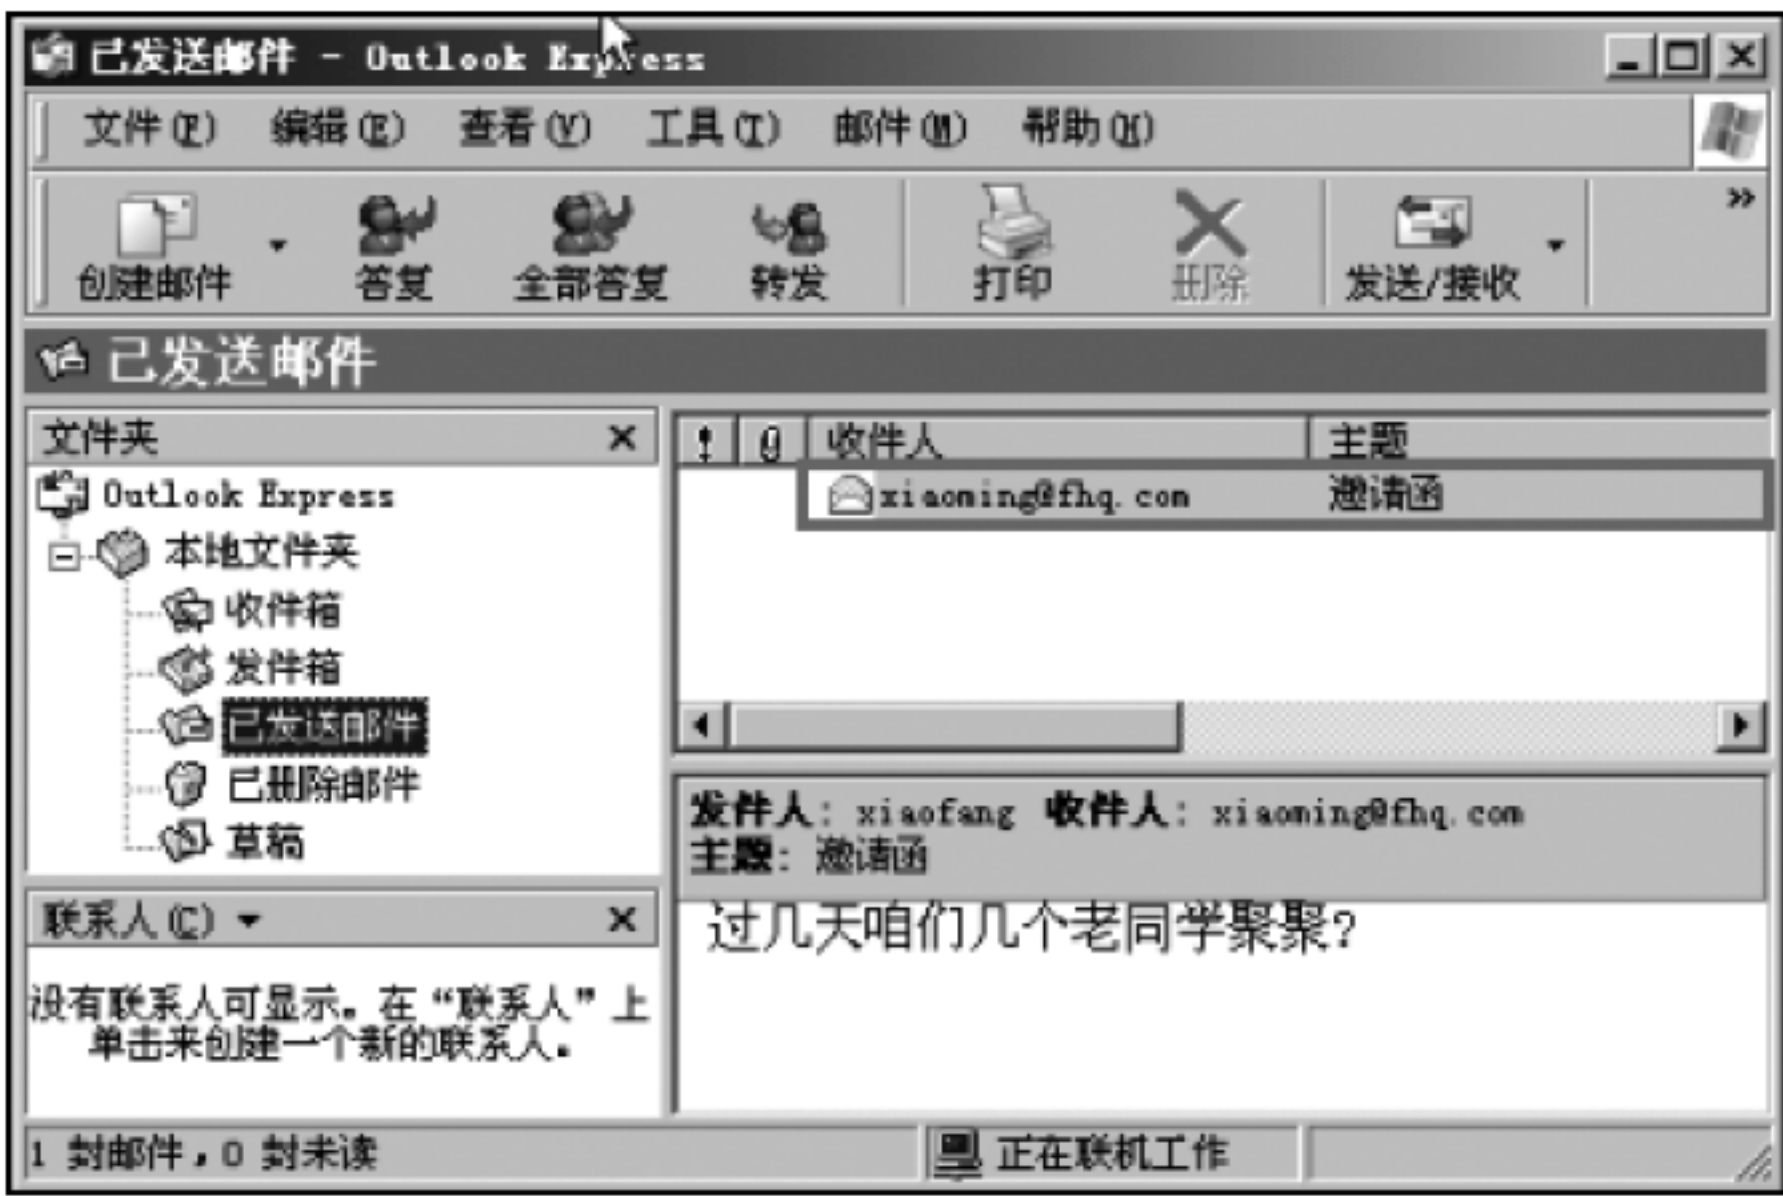 已发送邮件 - Outlook Express
文件(F) 编辑(E) 查看(V) 工具(T) 邮件(M) 帮助(H)
创建邮件 答复 全部答复 转发 打印 删除 发送/接收 »
已发送邮件
文件夹
Outlook Express
本地文件夹
收件箱
发件箱
已发送邮件
已删除邮件
草稿
联系人(C)
没有联系人可显示。在“联系人”上
单击来创建一个新的联系人。
! 收件人 主题
xiaoming@fhq.com 邀请函
发件人: xiaofang 收件人: xiaoming@fhq.com
主题: 邀请函
过几天咱们几个老同学聚聚?
1 封邮件，0 封未读 正在联机工作